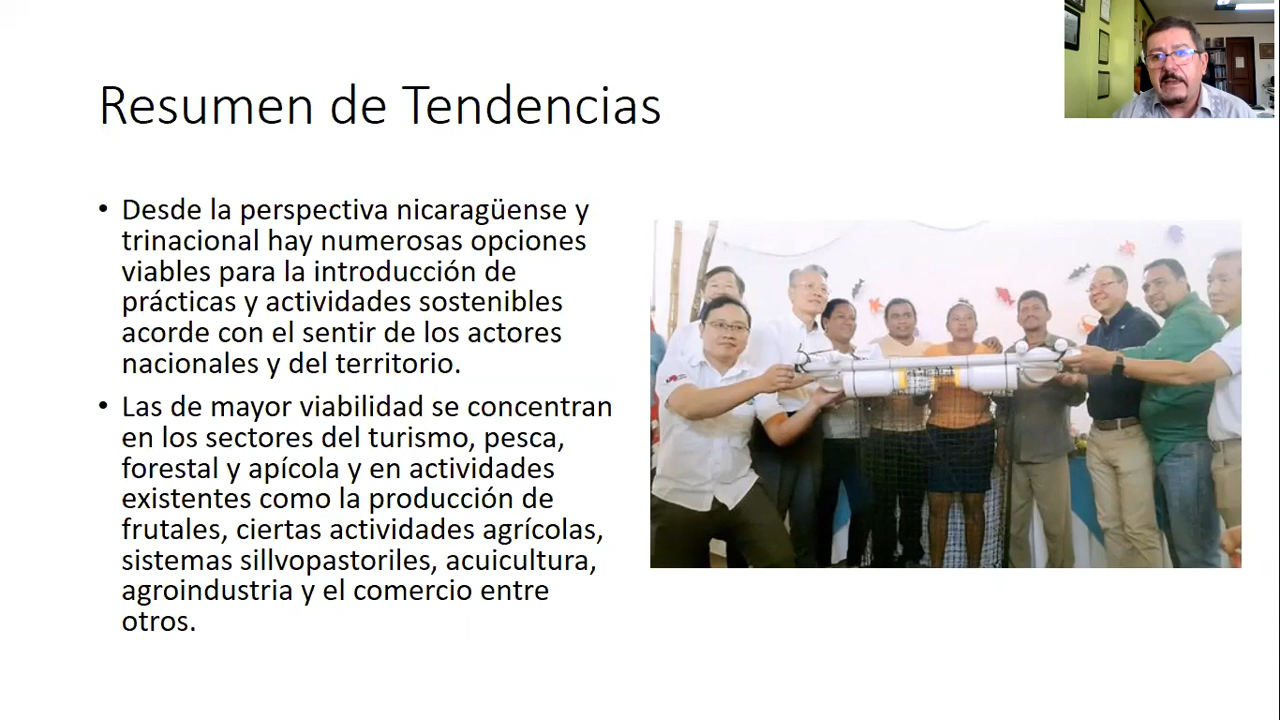 Resumen de Tendencias
• Desde la perspectiva nicaragüense y
trinacional hay numerosas opciones
viables para la introducción de
prácticas y actividades sostenibles
acorde con el sentir de los actores
nacionales y del territorio.
• Las de mayor viabilidad se concentran
en los sectores del turismo, pesca,
forestal y apícola y en actividades
existentes como la producción de
frutales, ciertas actividades agrícolas,
sistemas sillvopastoriles, acuicultura,
agroindustria y el comercio entre
otros.